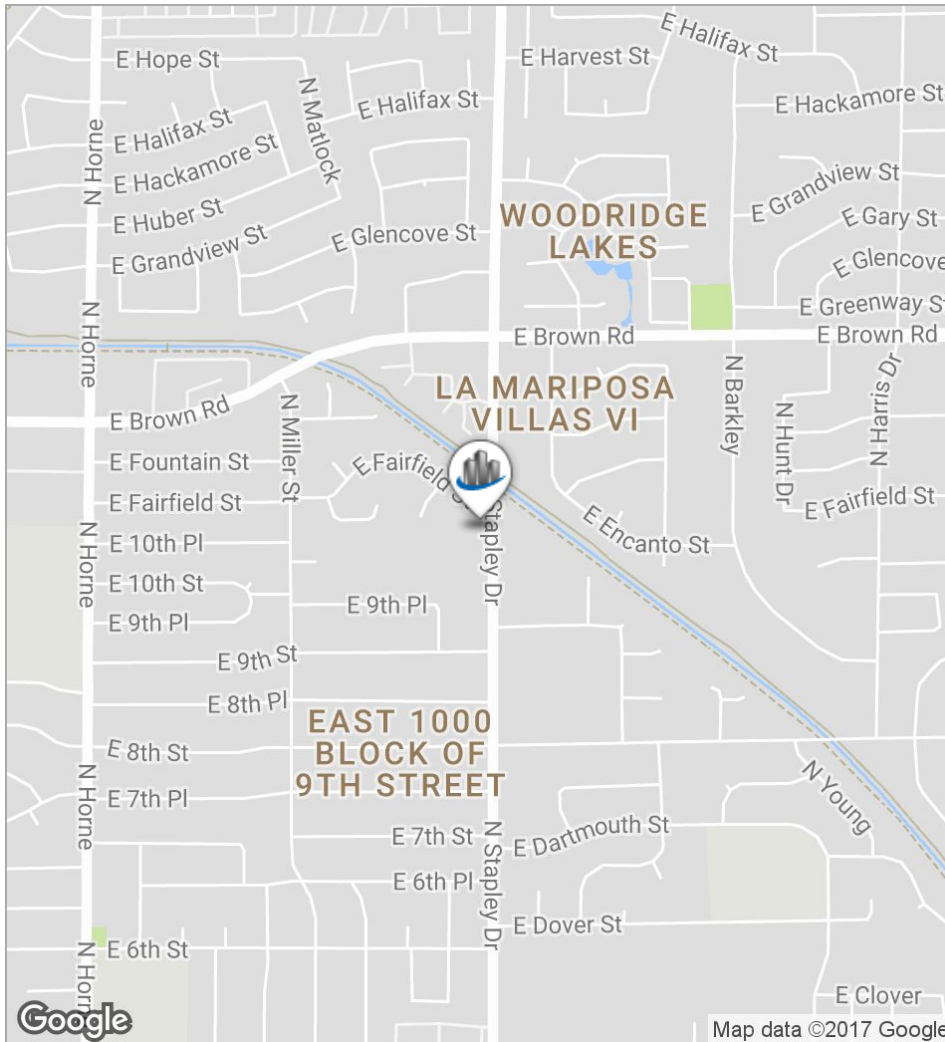 E Hope St
E Harvest St
E Halifax St
N Matlock
E Halifax St
E Hackamore St
E Halifax St
N Horne
E Hackamore St
E Grandview St
E Huber St
WOODRIDGE
LAKES
E Gary St
E Glencove St
E Grandview St
E Glencove
E Greenway St
N Horne
E Brown Rd
E Brown Rd
N Barkley
N Harris Dr
LA MARIPOSA
VILLAS VI
E Brown Rd
N Miller St
N Hunt Dr
E Fountain St
E Fairfield St
E Fairfield St
E Fairfield St
N Horne
Stapley Dr
E Encanto St
E 10th Pl
E 10th St
E 9th Pl
E 9th Pl
E 9th St
E 8th Pl
EAST 1000
BLOCK OF
9TH STREET
E 8th St
N Horne
E 7th Pl
N Young
E 7th St
N Stapley Dr
E Dartmouth St
E 6th Pl
E Dover St
E 6th St
N Horne
E Clover
Google
Map data ©2017 Google